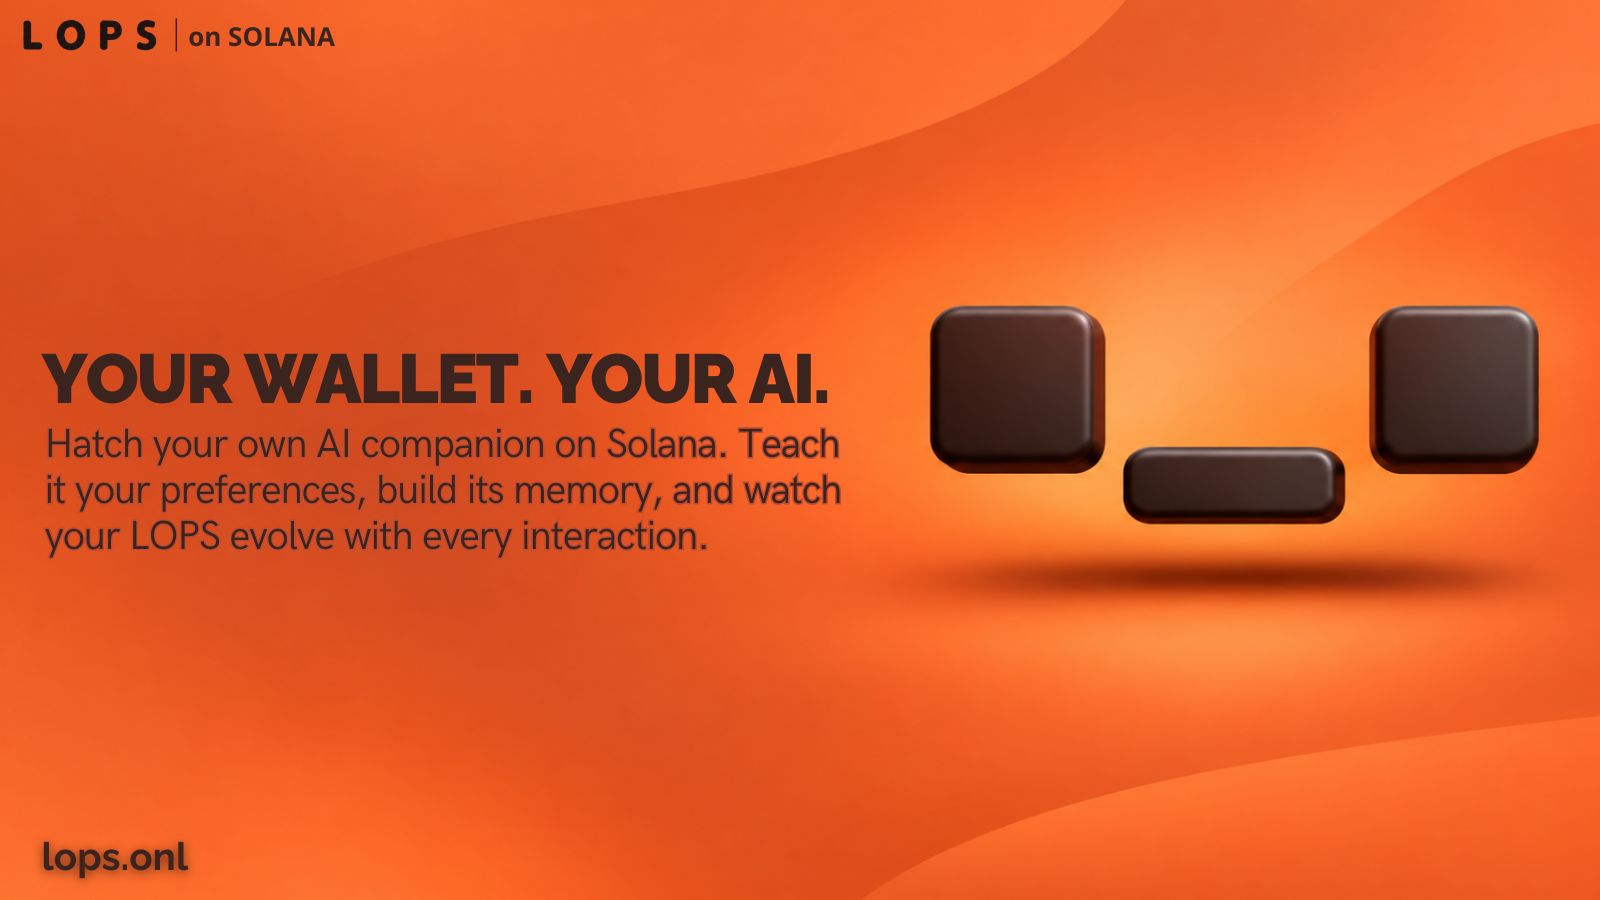 LOPS | on SOLANA
YOUR WALLET. YOUR AI.
Hatch your own AI companion on Solana. Teach
it your preferences, build its memory, and watch
your LOPS evolve with every interaction.
lops.onl